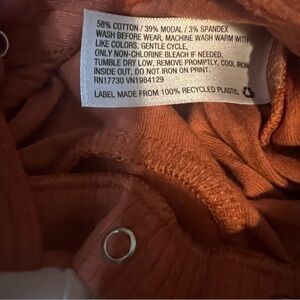 58% COTTON / 39% MODAL / 3% SPANDEX
WASH BEFORE WEAR, MACHINE WASH WARM WITH
LIKE COLORS, GENTLE CYCLE.
ONLY NON-CHLORINE BLEACH IF NEEDED.
TUMBLE DRY LOW, REMOVE PROMPTLY, COOL IRON
INSIDE OUT, DO NOT IRON ON PRINT.
RN17730 VN1984129
LABEL MADE FROM 100% RECYCLED PLASTIC